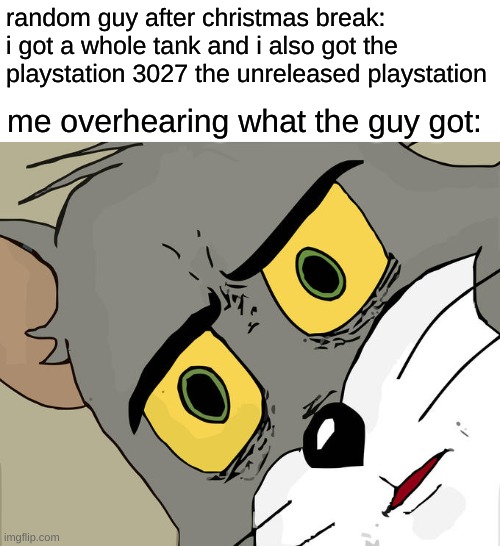 random guy after christmas break:
i got a whole tank and i also got the
playstation 3027 the unreleased playstation
me overhearing what the guy got:
imgflip.com